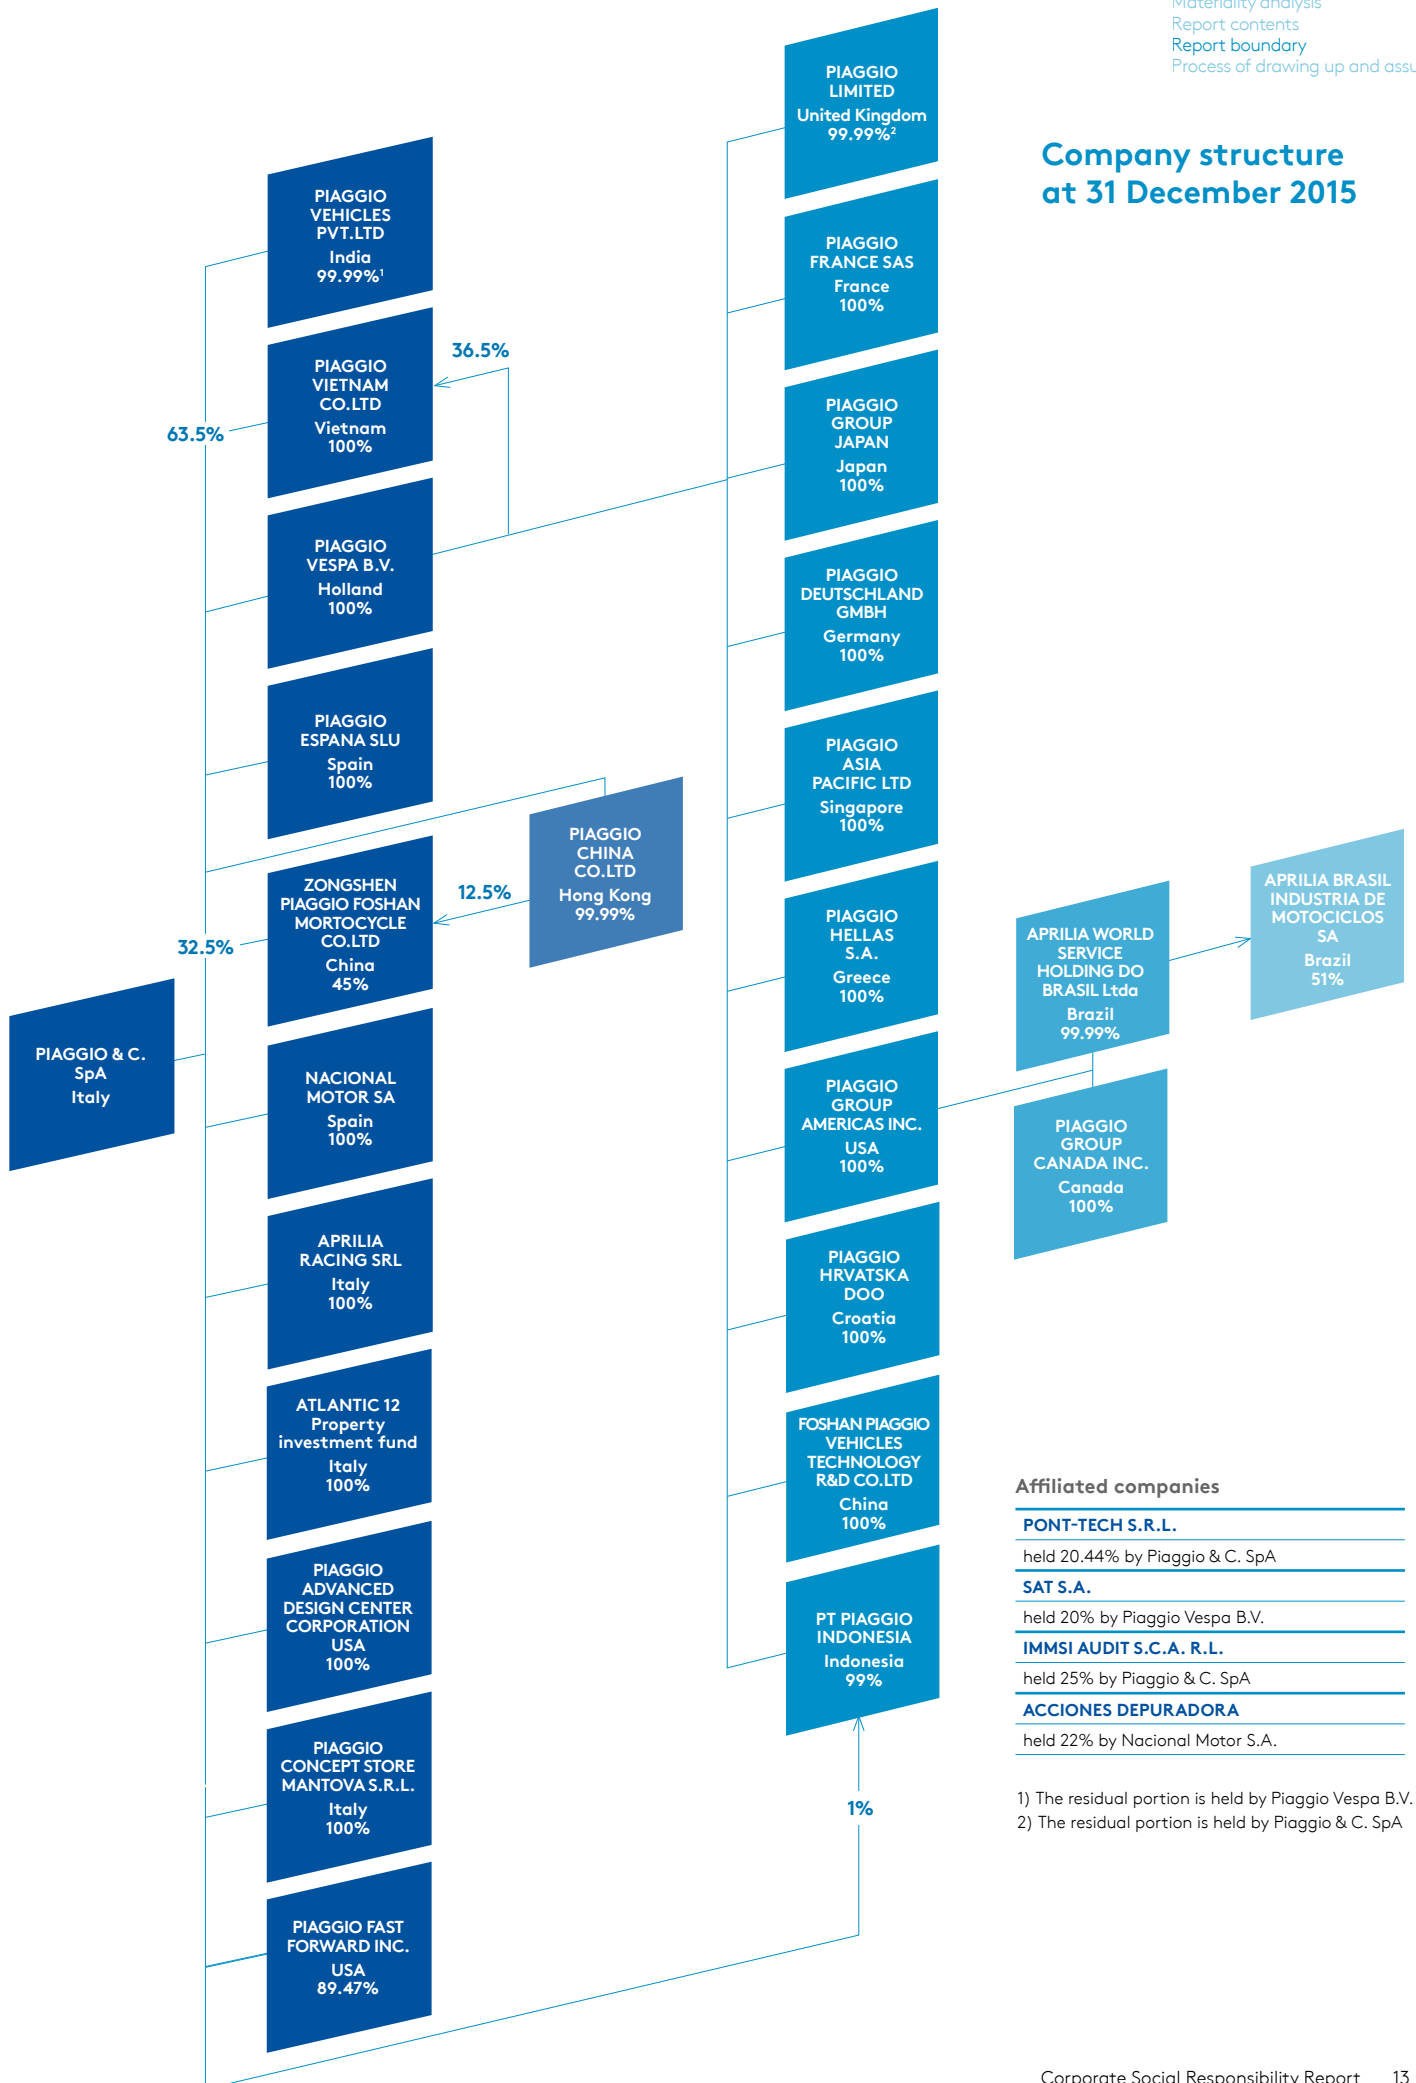 Materiality analysis
Report contents
Report boundary
Process of drawing up and assu
Company structure
at 31 December 2015
PIAGGIO
VEHICLES
PVT.LTD
India
99.99%1
PIAGGIO
VIETNAM
CO.LTD
Vietnam
100%
63.5%
36.5%
PIAGGIO
VESPA B.V.
Holland
100%
PIAGGIO
ESPANA SLU
Spain
100%
ZONGSHEN
PIAGGIO FOSHAN
MORTOCYCLE
CO.LTD
China
45%
32.5%
12.5%
PIAGGIO
CHINA
CO.LTD
Hong Kong
99.99%
PIAGGIO & C.
SpA
Italy
NACIONAL
MOTOR SA
Spain
100%
APRILIA
RACING SRL
Italy
100%
ATLANTIC 12
Property
investment fund
Italy
100%
PIAGGIO
ADVANCED
DESIGN CENTER
CORPORATION
USA
100%
PIAGGIO
CONCEPT STORE
MANTOVA S.R.L.
Italy
100%
PIAGGIO FAST
FORWARD INC.
USA
89.47%
PIAGGIO
LIMITED
United Kingdom
99.99%2
PIAGGIO
FRANCE SAS
France
100%
PIAGGIO
GROUP
JAPAN
Japan
100%
PIAGGIO
DEUTSCHLAND
GMBH
Germany
100%
PIAGGIO
ASIA
PACIFIC LTD
Singapore
100%
PIAGGIO
HELLAS
S.A.
Greece
100%
PIAGGIO
GROUP
AMERICAS INC.
USA
100%
PIAGGIO
HRVATSKA
DOO
Croatia
100%
FOSHAN PIAGGIO
VEHICLES
TECHNOLOGY
R&D CO.LTD
China
100%
PT PIAGGIO
INDONESIA
Indonesia
99%
1%
APRILIA WORLD
SERVICE
HOLDING DO
BRASIL Ltda
Brazil
99.99%
PIAGGIO
GROUP
CANADA INC.
Canada
100%
APRILIA BRASIL
INDUSTRIA DE
MOTOCICLOS
SA
Brazil
51%
Affiliated companies
PONT-TECH S.R.L.
held 20.44% by Piaggio & C. SpA
SAT S.A.
held 20% by Piaggio Vespa B.V.
IMMSI AUDIT S.C.A. R.L.
held 25% by Piaggio & C. SpA
ACCIONES DEPURADORA
held 22% by Nacional Motor S.A.
1) The residual portion is held by Piaggio Vespa B.V.
2) The residual portion is held by Piaggio & C. SpA
Corporate Social Responsibility Report 13